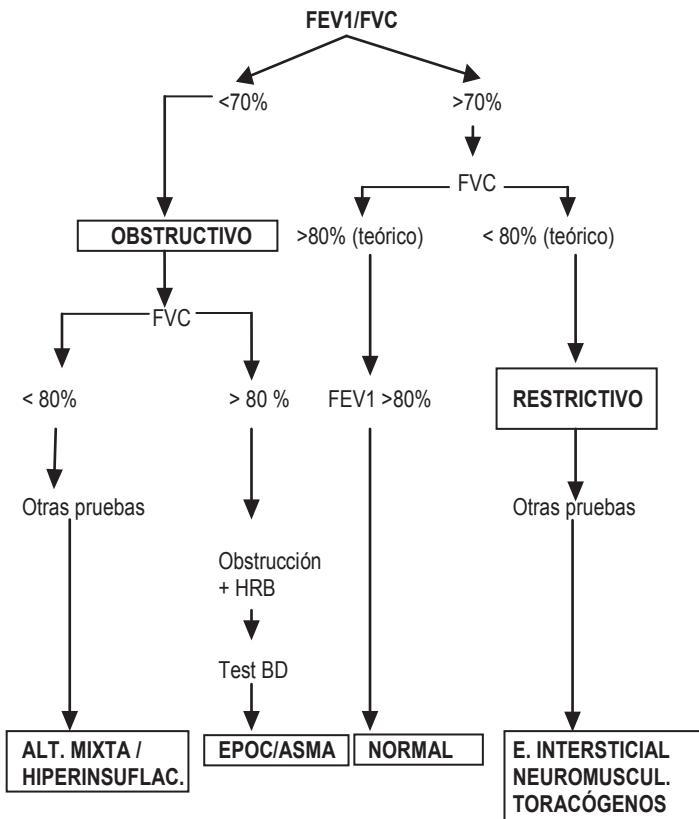 FEV1/FVC
<70%
>70%
FVC
OBSTRUCTIVO
>80% (teórico)
< 80% (teórico)
FVC
< 80%
> 80 %
FEV1 >80%
RESTRICTIVO
Otras pruebas
Otras pruebas
Obstrucción
+ HRB
Test BD
ALT. MIXTA /
HIPERINSUFLAC.
EPOC/ASMA
NORMAL
E. INTERSTICIAL
NEUROMUSCUL.
TORACÓGENOS